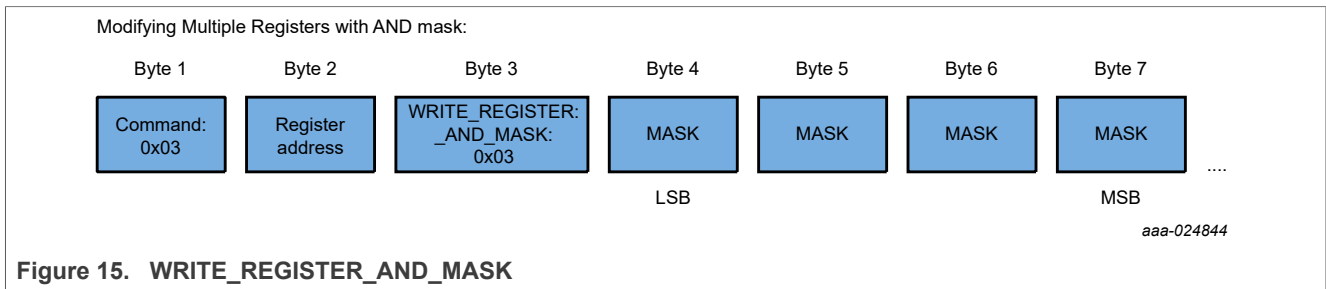 Modifying Multiple Registers with AND mask:
Byte 1 Byte 2 Byte 3 Byte 4 Byte 5 Byte 6 Byte 7
Command:
0x03
Register
address
WRITE_REGISTER:
_AND_MASK:
0x03
MASK
MASK
MASK
MASK
....
LSB MSB
aaa-024844
Figure 15. WRITE_REGISTER_AND_MASK